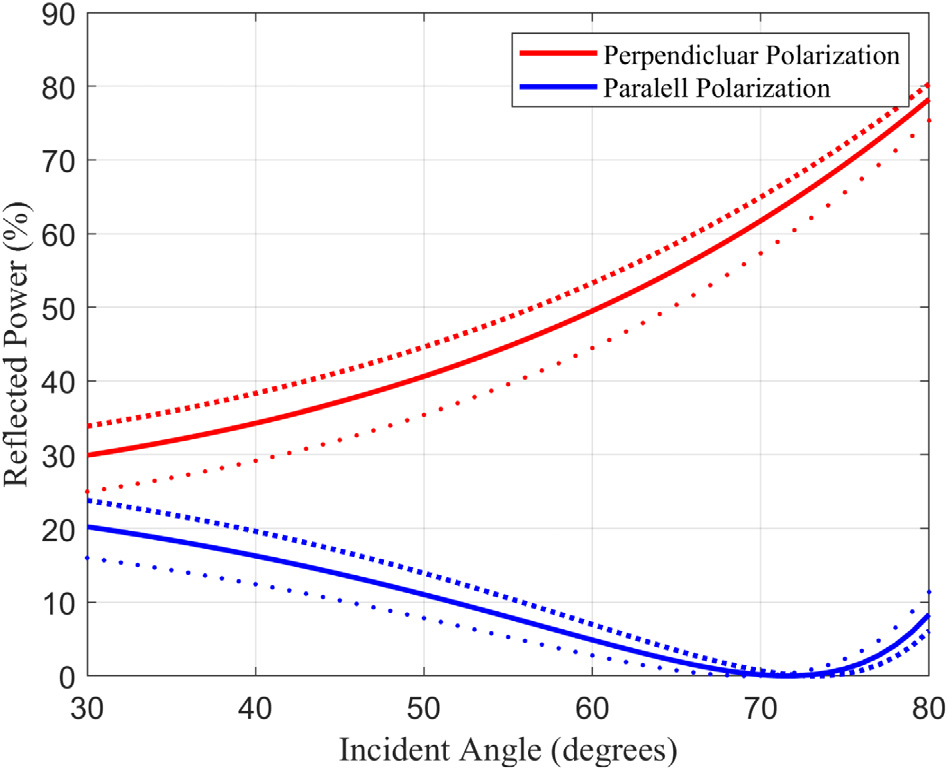 90
80
70
60
50
40
30
20
10
0
Reflected Power (%)
Perpendicluar Polarization
Paralell Polarization
30 40 50 60 70 80
Incident Angle (degrees)